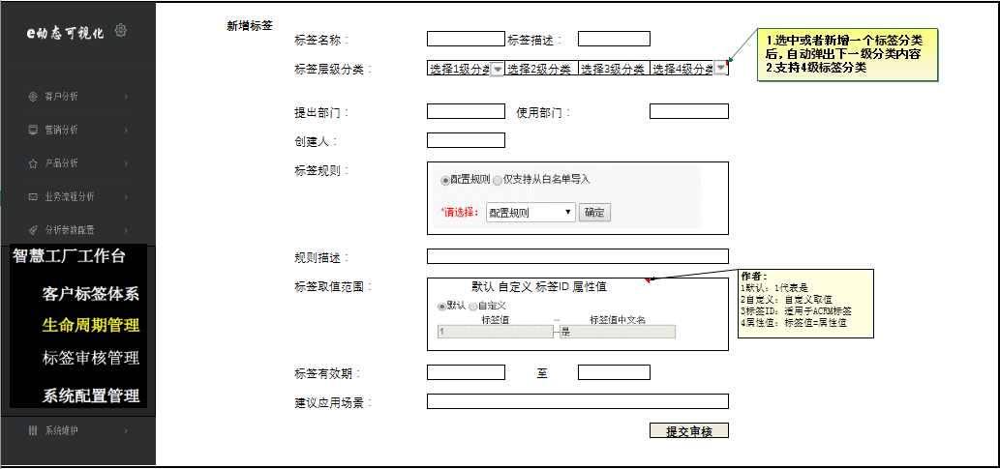 e动态可视化
客户分析
营销分析
产品分析
业务流程分析
分析参数配置
智慧工厂工作台
客户标签体系
生命周期管理
标签审核管理
系统配置管理
系统维护
新增标签
标签名称：
标签描述：
标签层级分类：
选择1级分类
选择2级分类
选择3级分类
选择4级分类
1.选中或者新增一个标签分类
后，自动弹出下一级分类内容
2.支持4级标签分类
提出部门：
使用部门：
创建人：
标签规则：
配置规则 仅支持从白名单导入
*请选择： 配置规则 确定
规则描述：
标签取值范围：
默认 自定义 标签ID 属性值
默认 自定义
标签值 -- 标签值中文名
1 -- 是
作者：
1默认：1代表是
2自定义：自定义取值
3标签ID：适用于ACRM标签
4属性值：标签值=属性值
标签有效期：
至
建议应用场景：
提交审核